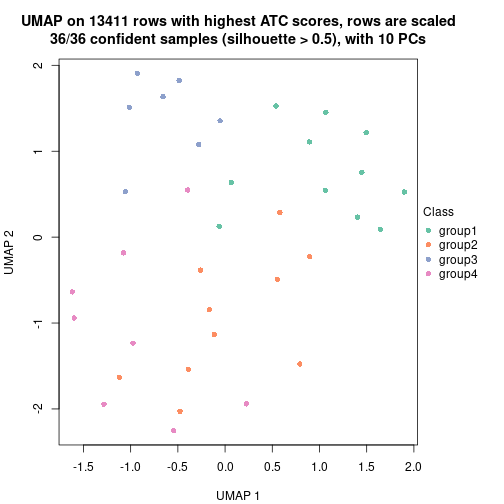 UMAP on 13411 rows with highest ATC scores, rows are scaled
36/36 confident samples (silhouette > 0.5), with 10 PCs
2
1
0
-1
-2
UMAP 2
Class
group1
group2
group3
group4
-1.5 -1.0 -0.5 0.0 0.5 1.0 1.5 2.0
UMAP 1